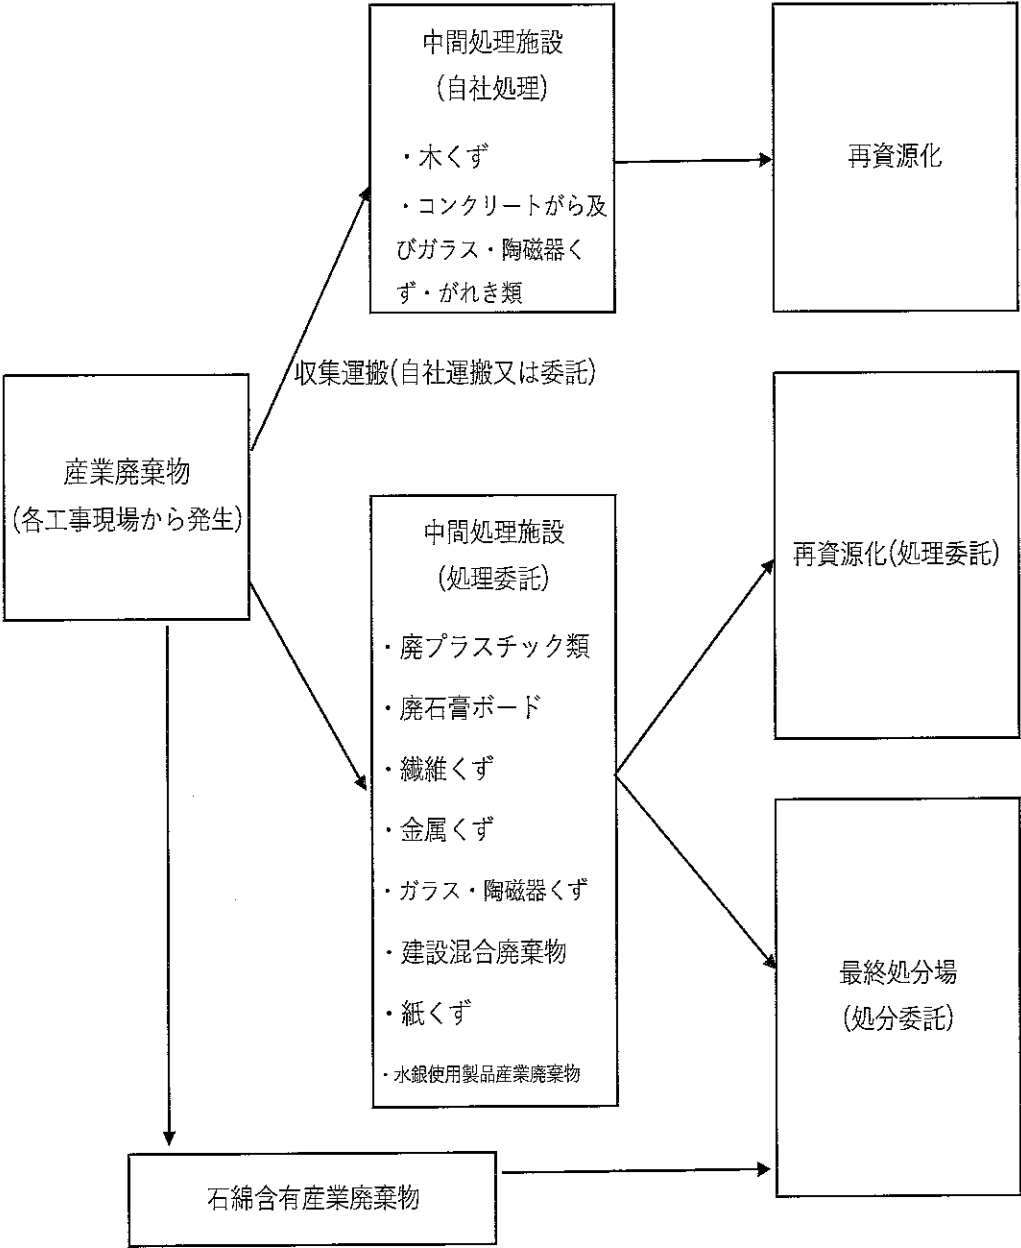 中間処理施設
(自社処理)
・木くず
・コンクリートがら及
びガラス・陶磁器く
ず・がれき類
再資源化
収集運搬(自社運搬又は委託)
産業廃棄物
(各工事現場から発生)
中間処理施設
(処理委託)
・廃プラスチック類
・廃石膏ボード
・繊維くず
・金属くず
・ガラス・陶磁器くず
・建設混合廃棄物
・紙くず
・水銀使用製品産業廃棄物
再資源化(処理委託)
最終処分場
(処分委託)
石綿含有産業廃棄物